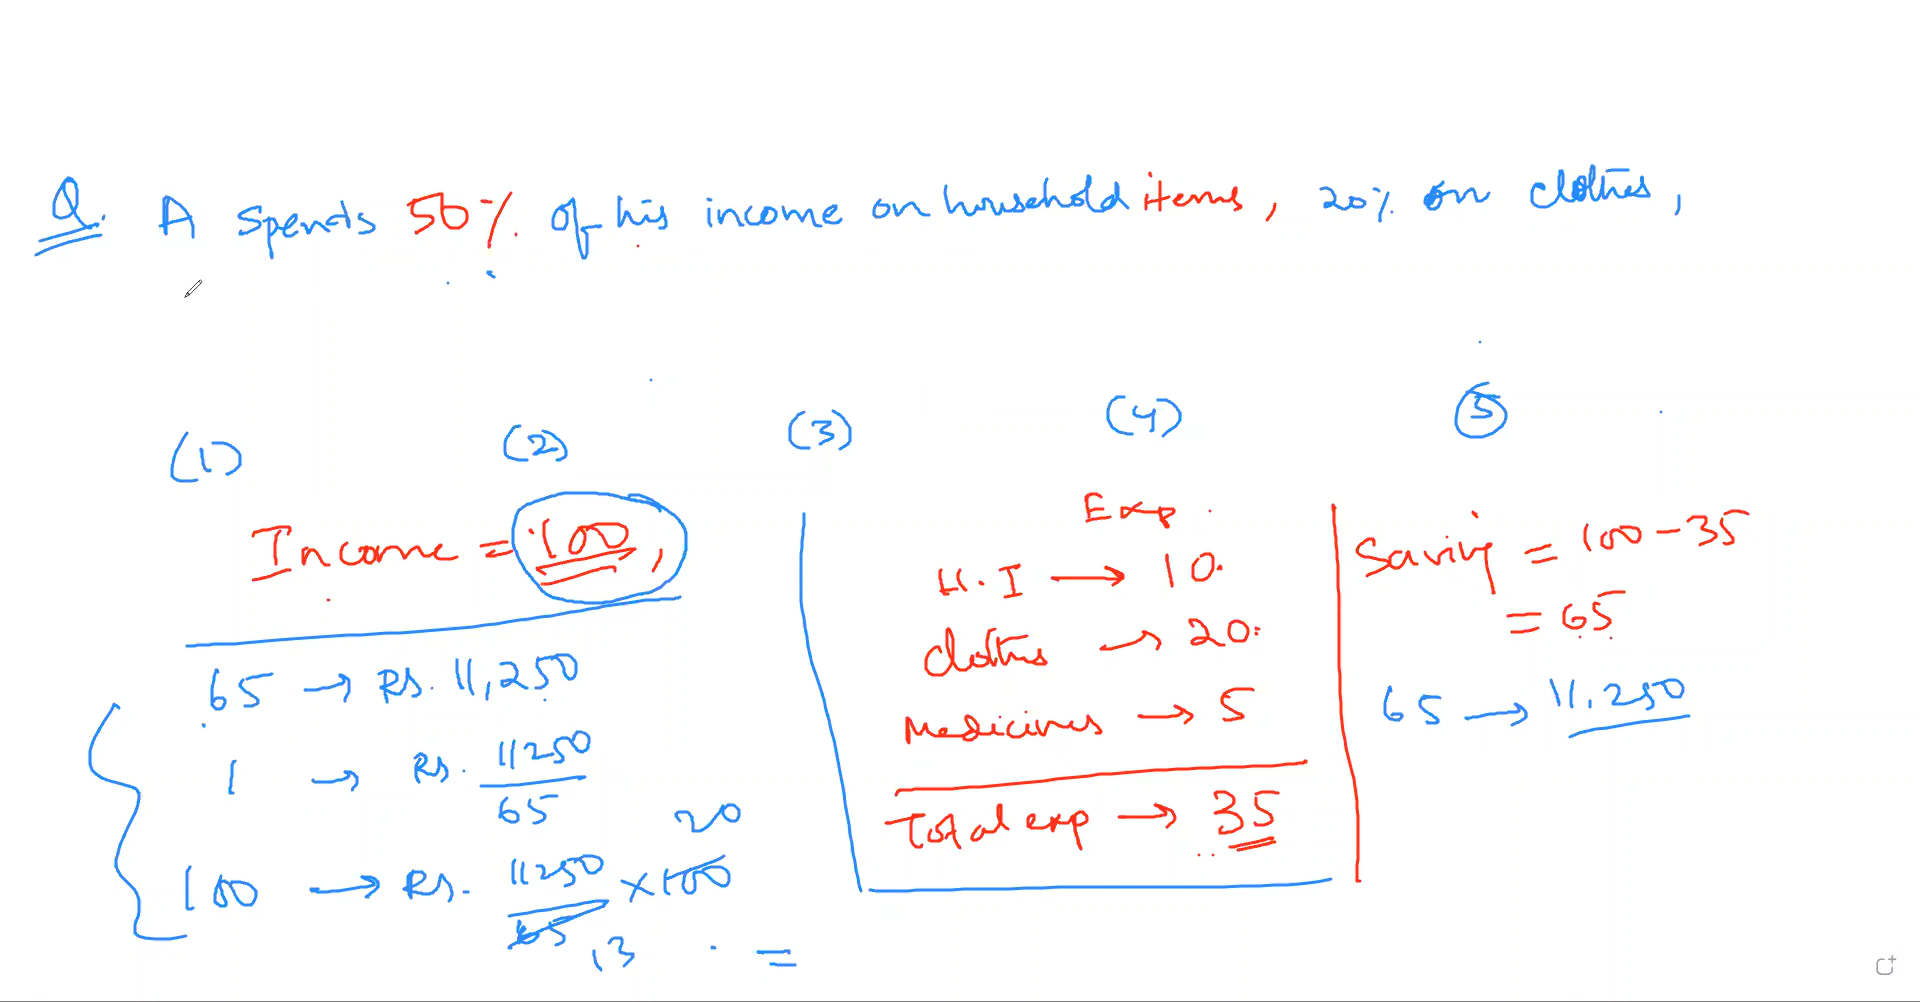 Q. A spends 50% of his income on household items, 20% on clothes,
(1) (2) (3) (4) 5
Income = 100,
65 → Rs. 11,250
1 → Rs. 11250/65
20
100 → Rs. 11250/65 × 100
13 =
Exp
H.I → 10
clothes → 20
Medicines → 5
Total exp → 35
Saving = 100 - 35
= 65
65 → 11,250